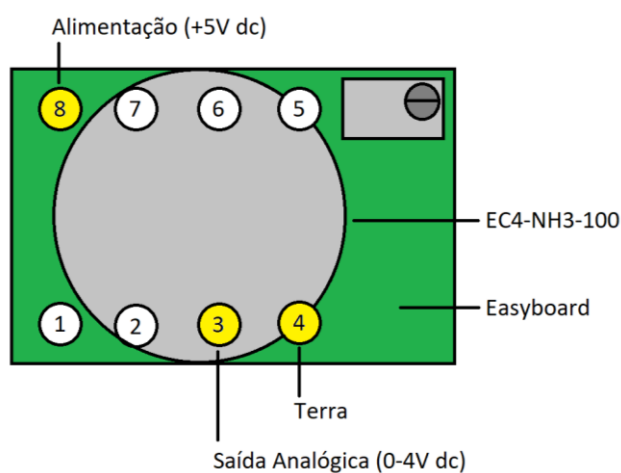 Alimentação (+5V dc)
8 7 6 5
EC4-NH3-100
Easyboard
1 2 3 4
Terra
Saída Analógica (0-4V dc)